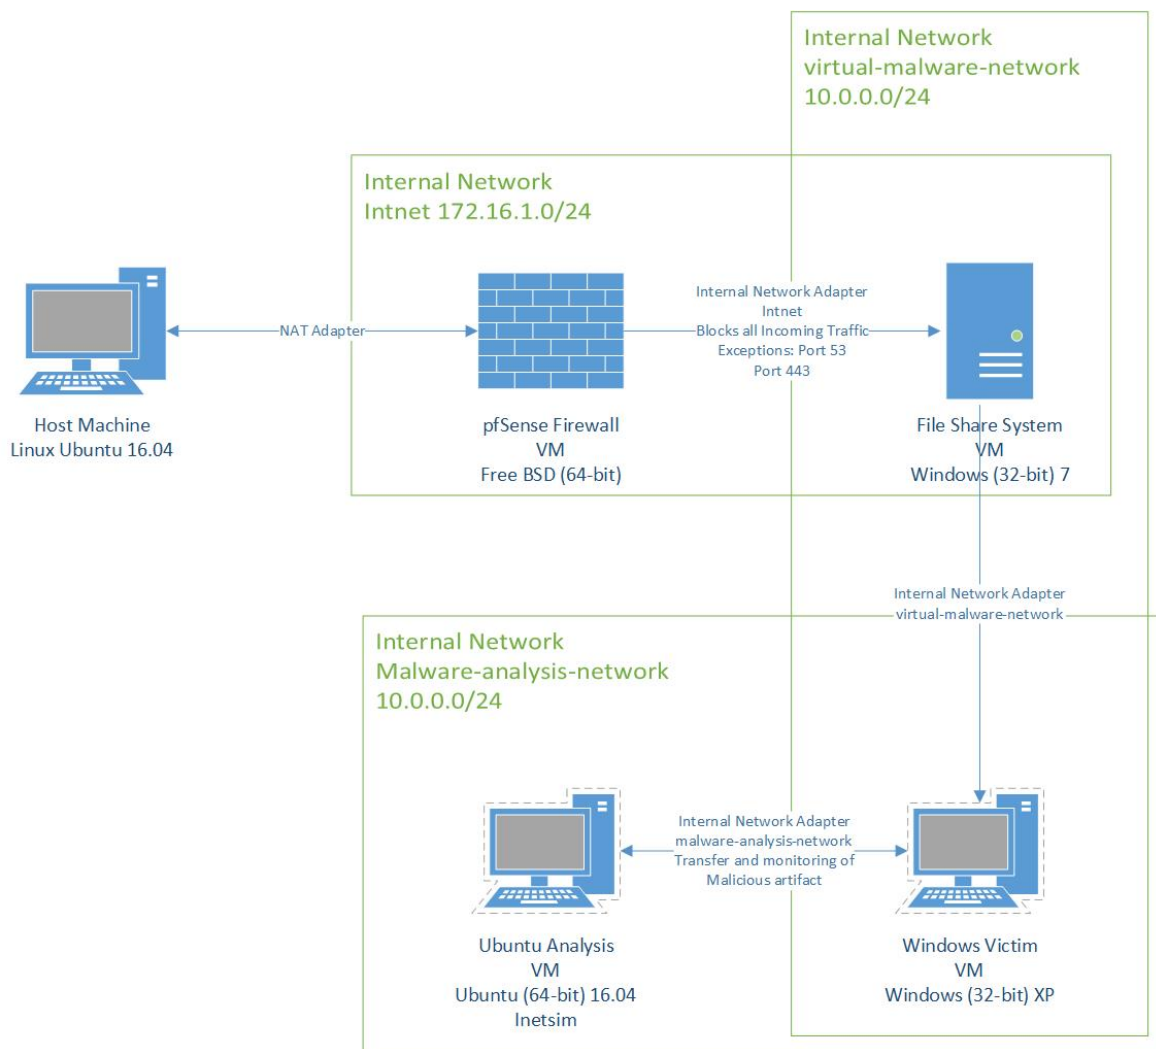 Internal Network
virtual-malware-network
10.0.0.0/24
Internal Network
Intnet 172.16.1.0/24
NAT Adapter
Internal Network Adapter
Intnet
Blocks all Incoming Traffic
Exceptions: Port 53
Port 443
Host Machine
Linux Ubuntu 16.04
pfSense Firewall
VM
Free BSD (64-bit)
File Share System
VM
Windows (32-bit) 7
Internal Network Adapter
virtual-malware-network
Internal Network
Malware-analysis-network
10.0.0.0/24
Internal Network Adapter
malware-analysis-network
Transfer and monitoring of
Malicious artifact
Ubuntu Analysis
VM
Ubuntu (64-bit) 16.04
Inetsim
Windows Victim
VM
Windows (32-bit) XP